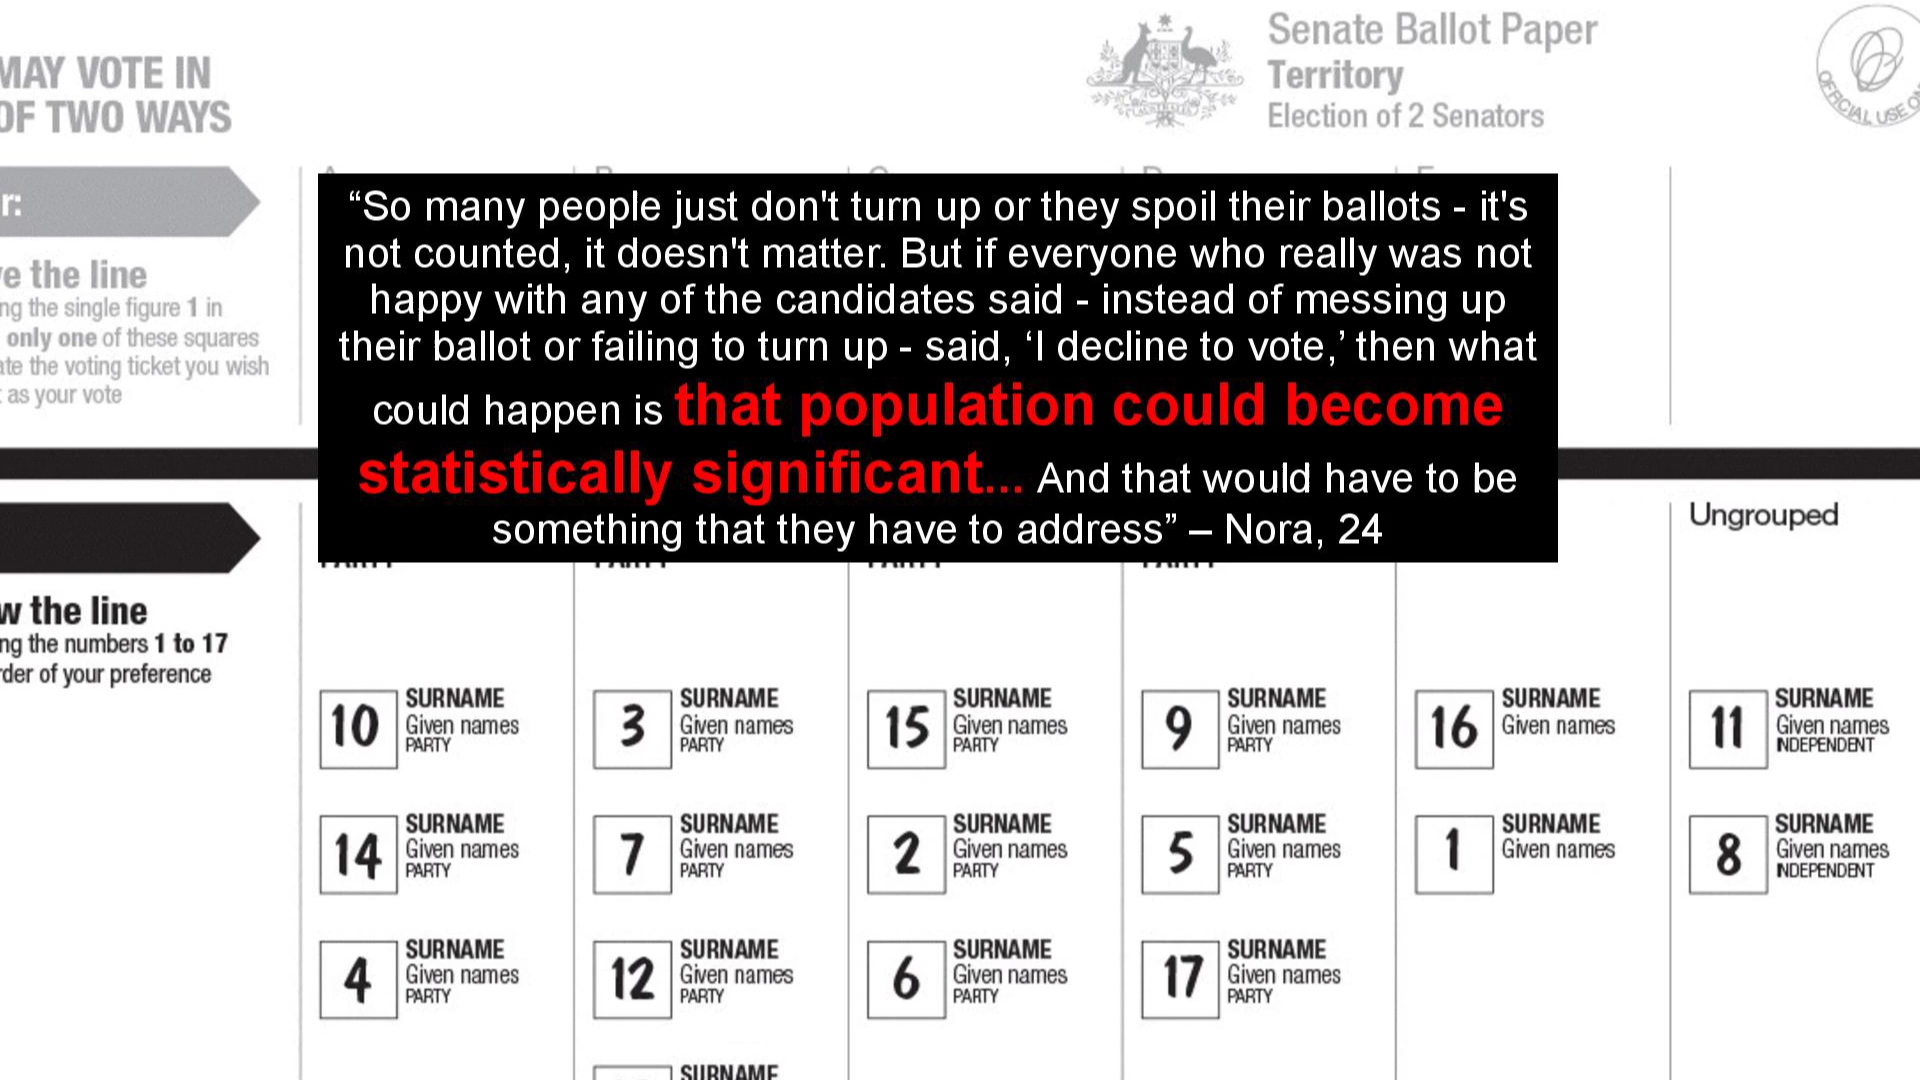 Senate Ballot Paper
Territory
Election of 2 Senators
MAY VOTE IN
OF TWO WAYS
OFFICIAL USE
“So many people just don't turn up or they spoil their ballots - it's
not counted, it doesn't matter. But if everyone who really was not
happy with any of the candidates said - instead of messing up
their ballot or failing to turn up - said, ‘I decline to vote,’ then what
could happen is that population could become
statistically significant... And that would have to be
something that they have to address” – Nora, 24
r:
ve the line
ng the single figure 1 in
only one of these squares
ate the voting ticket you wish
as your vote
w the line
ng the numbers 1 to 17
rder of your preference
Ungrouped
PARTY PARTY PARTY PARTY
10 SURNAME Given names PARTY
3 SURNAME Given names PARTY
15 SURNAME Given names PARTY
9 SURNAME Given names PARTY
16 SURNAME Given names
11 SURNAME Given names INDEPENDENT
14 SURNAME Given names PARTY
7 SURNAME Given names PARTY
2 SURNAME Given names PARTY
5 SURNAME Given names PARTY
1 SURNAME Given names
8 SURNAME Given names INDEPENDENT
4 SURNAME Given names PARTY
12 SURNAME Given names PARTY
6 SURNAME Given names PARTY
17 SURNAME Given names PARTY
SURNAME